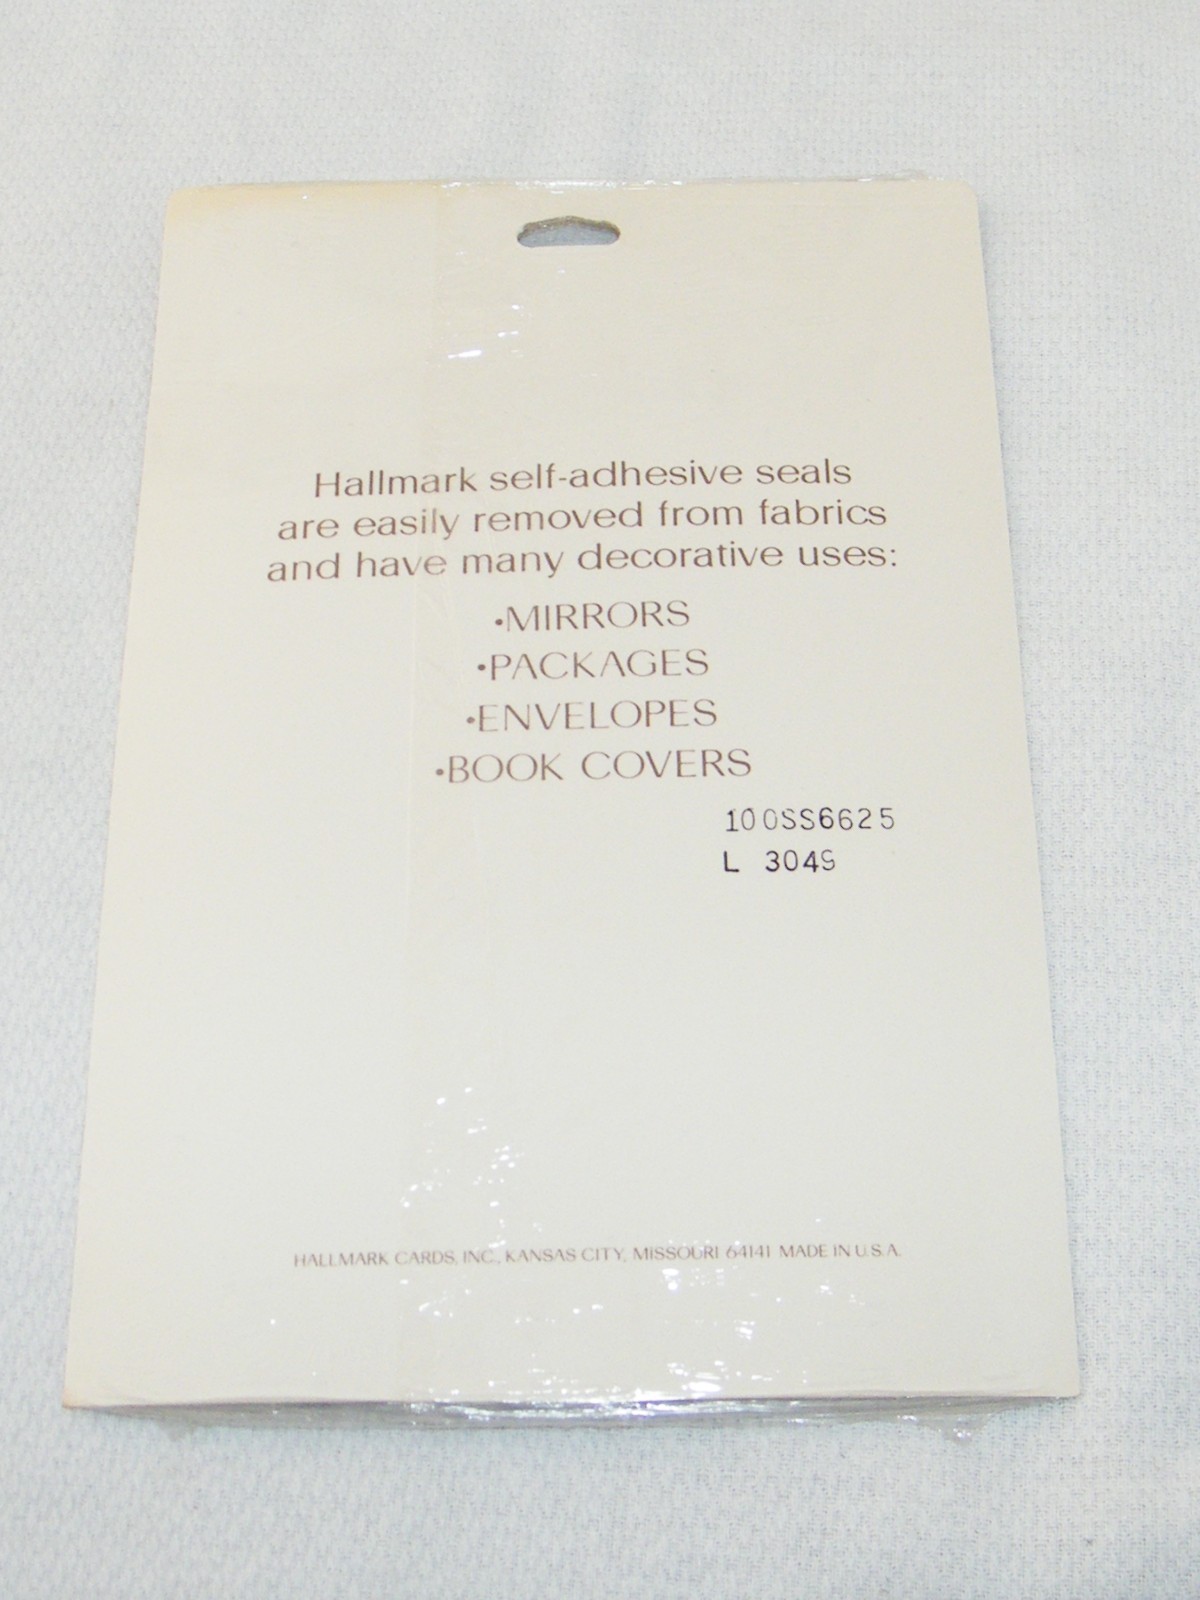 Hallmark self-adhesive seals
are easily removed from fabrics
and have many decorative uses:
•MIRRORS
•PACKAGES
•ENVELOPES
•BOOK COVERS
100SS6625
L 3049
HALLMARK CARDS, INC., KANSAS CITY, MISSOURI 64141 MADE IN U.S.A.